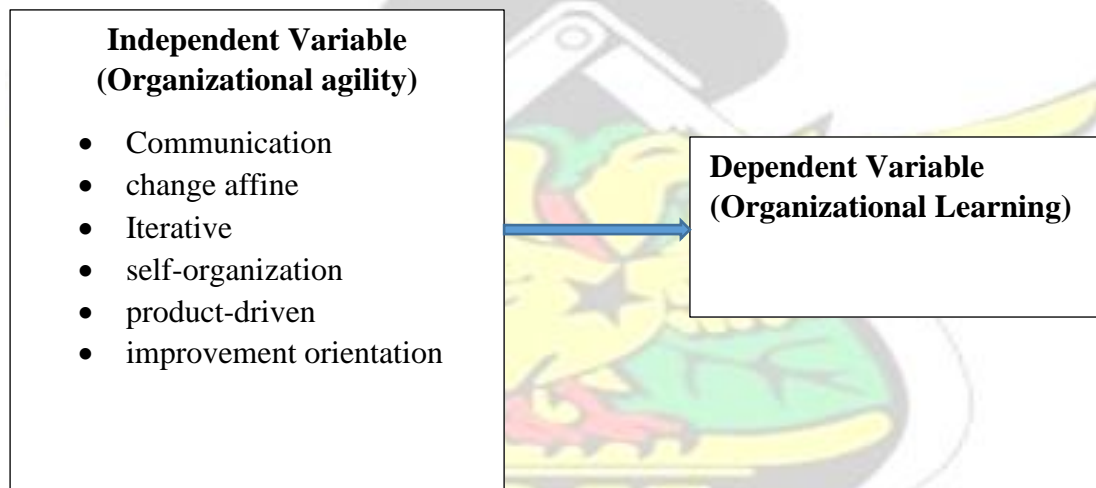 Independent Variable
(Organizational agility)
• Communication
• change affine
• Iterative
• self-organization
• product-driven
• improvement orientation
Dependent Variable
(Organizational Learning)